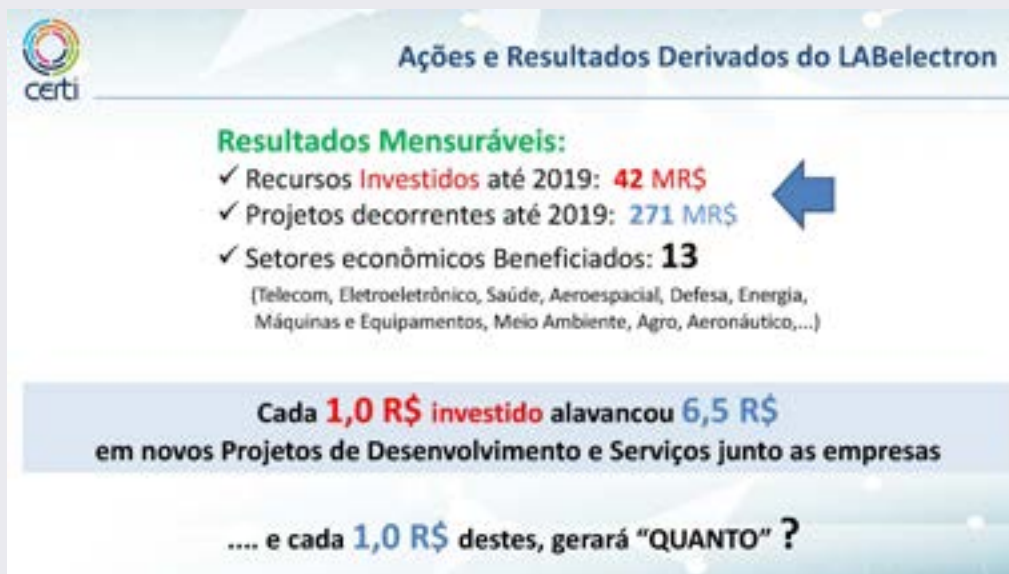 certi
Ações e Resultados Derivados do LABelectron
Resultados Mensuráveis:
✓ Recursos Investidos até 2019: 42 MR$
✓ Projetos decorrentes até 2019: 271 MR$
✓ Setores econômicos Beneficiados: 13
(Telecom, Eletroeletrônico, Saúde, Aeroespacial, Defesa, Energia,
Máquinas e Equipamentos, Meio Ambiente, Agro, Aeronáutico,...)
Cada 1,0 R$ investido alavancou 6,5 R$
em novos Projetos de Desenvolvimento e Serviços junto as empresas
.... e cada 1,0 R$ destes, gerará “QUANTO” ?